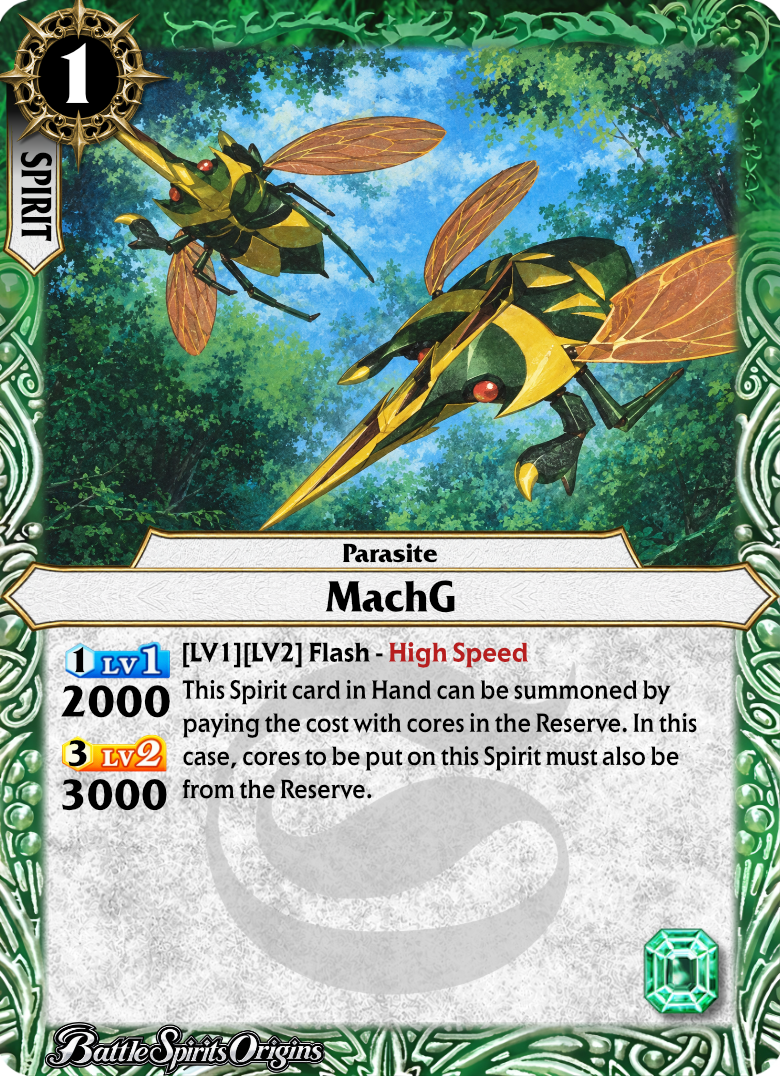 1
SPIRIT
Parasite
MachG
1 LV1
2000
3 LV2
3000
[LV1][LV2] Flash - High Speed
This Spirit card in Hand can be summoned by
paying the cost with cores in the Reserve. In this
case, cores to be put on this Spirit must also be
from the Reserve.
Battle Spirits Origins